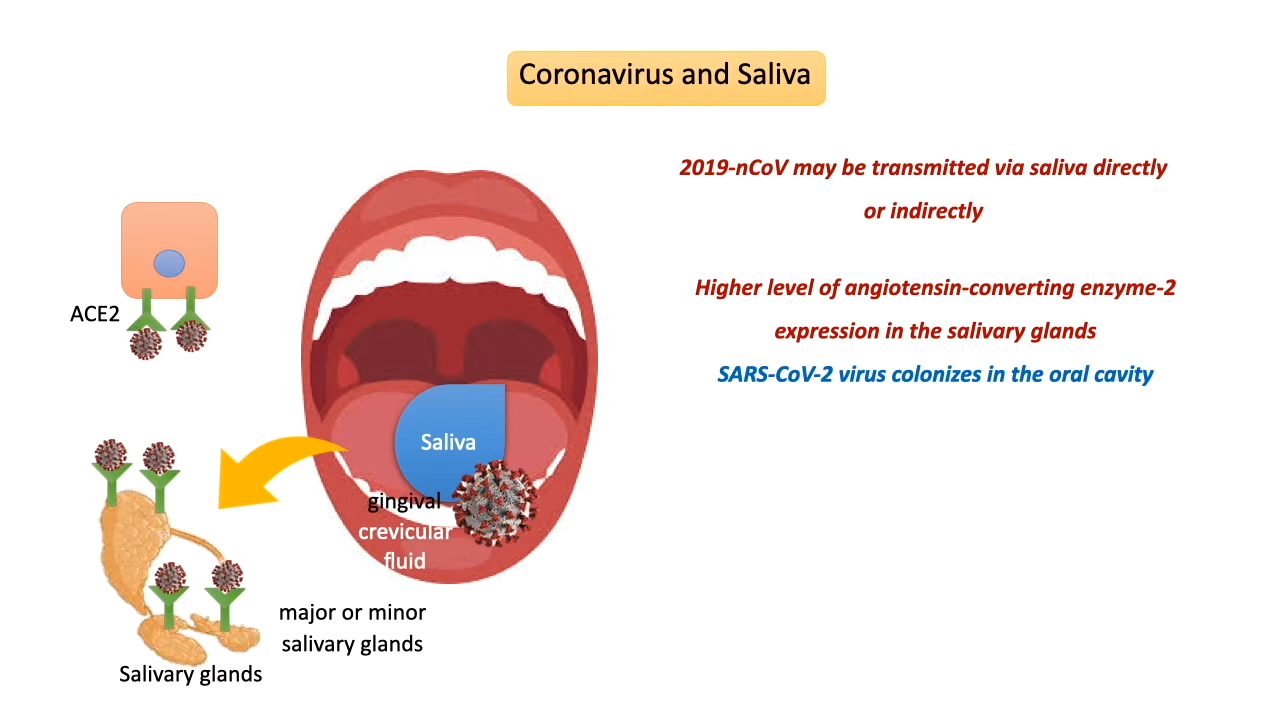 Coronavirus and Saliva
2019-nCoV may be transmitted via saliva directly
or indirectly
Higher level of angiotensin-converting enzyme-2
expression in the salivary glands
SARS-CoV-2 virus colonizes in the oral cavity
ACE2
Saliva
gingival
crevicular
fluid
major or minor
salivary glands
Salivary glands